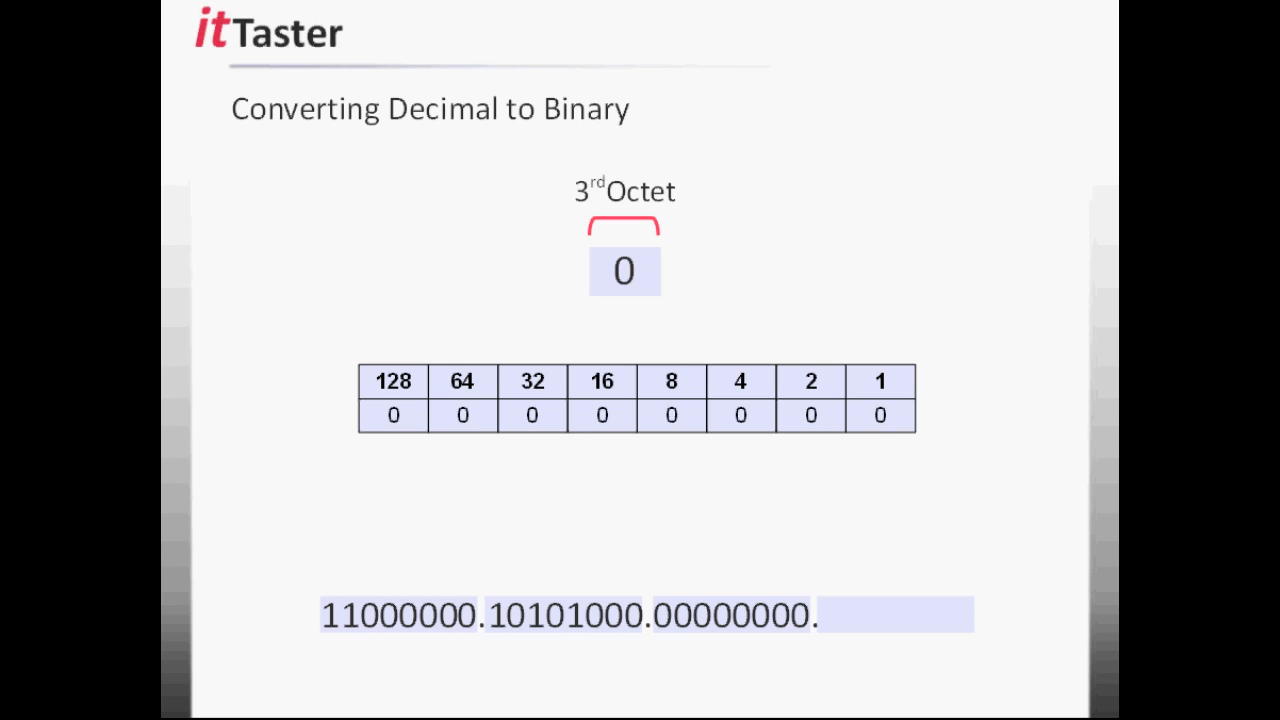 itTaster
Converting Decimal to Binary
3rdOctet
0
128 64 32 16 8 4 2 1
0 0 0 0 0 0 0 0
11000000.10101000.00000000.